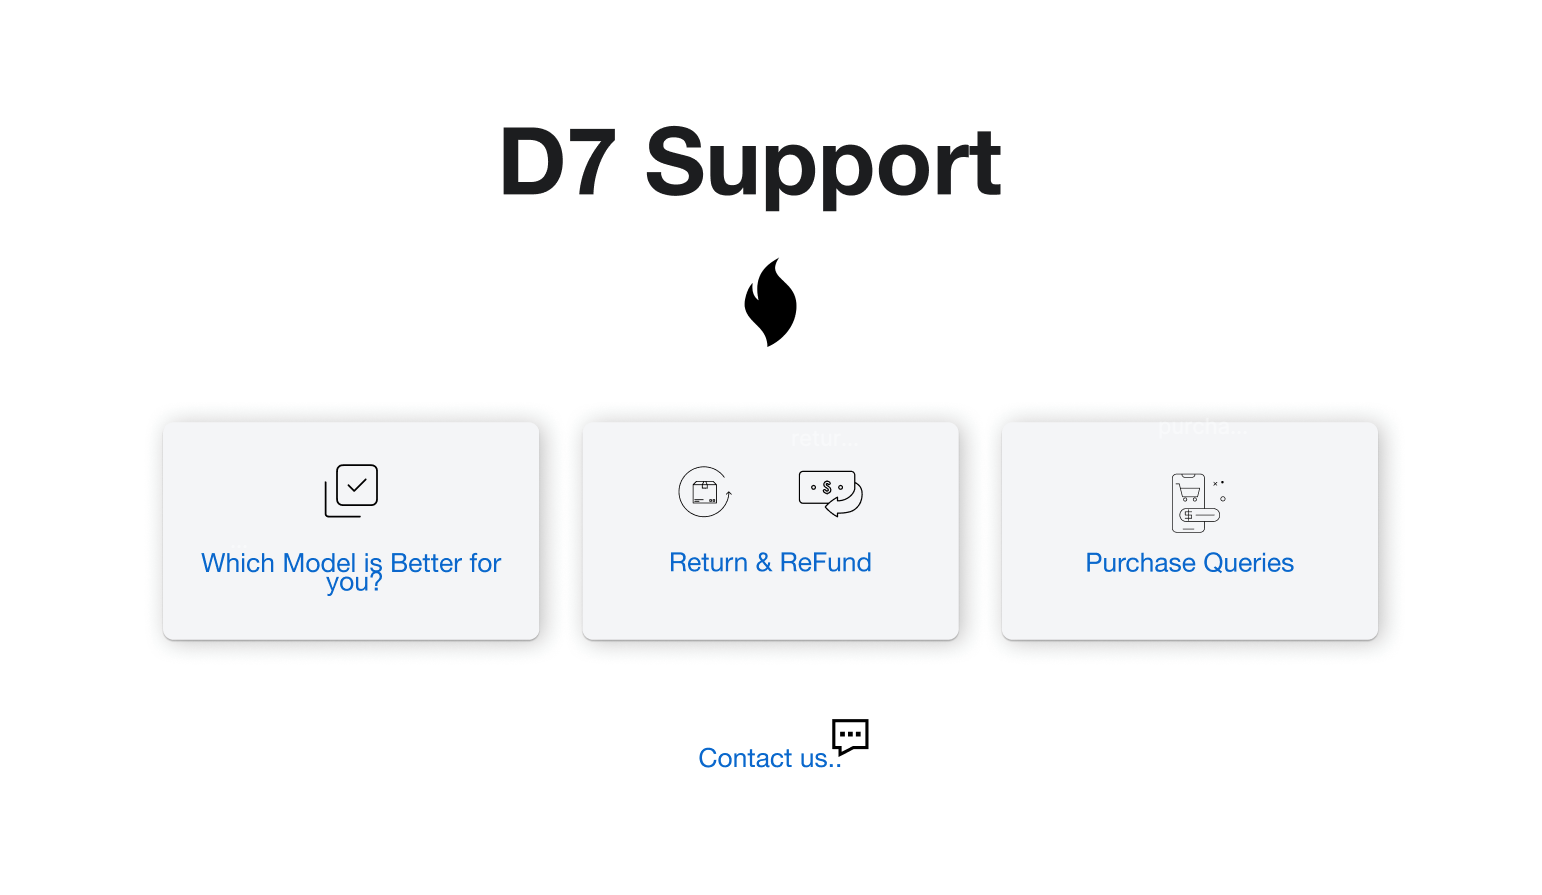 D7 Support
retur...
purcha...
Which Model is Better for
you?
Return & ReFund
Purchase Queries
$
$
Contact us..